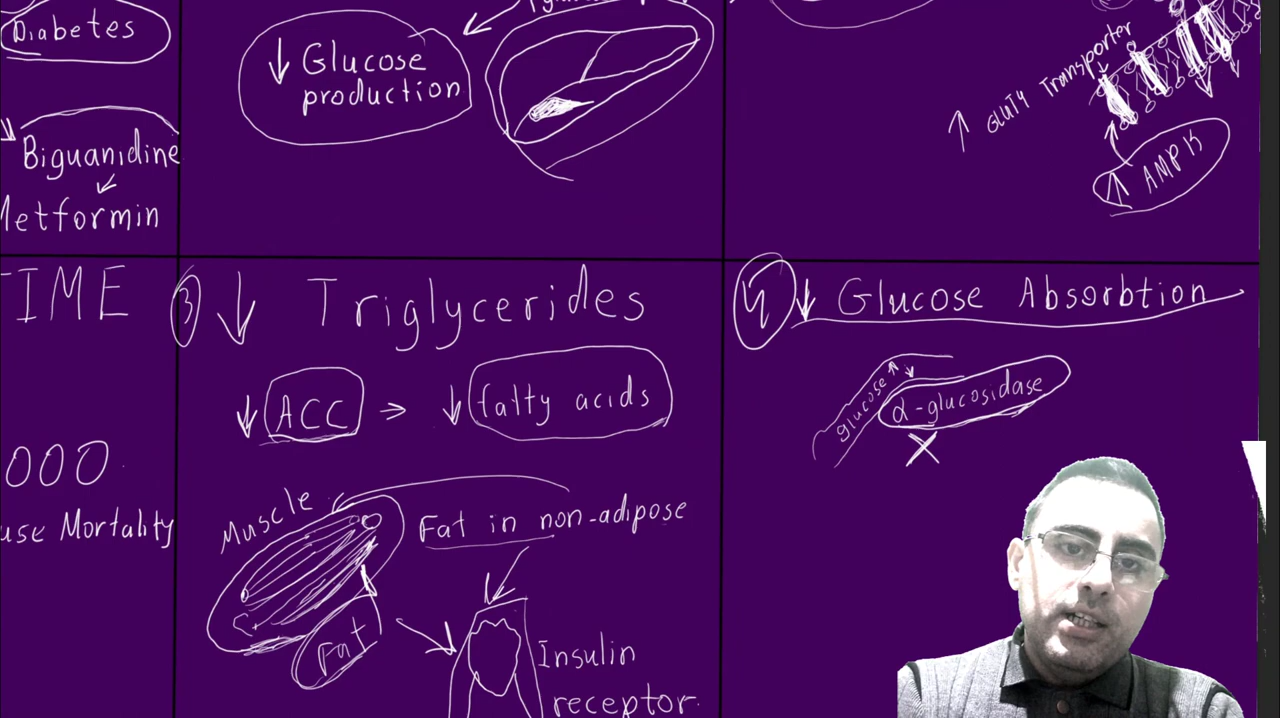 Diabetes
Biguanidine
Metformin
↓ Glucose
production
↑ GLUT4 Transporter
↑ AMPK
TIME
000
use Mortality
3 ↓ Triglycerides
↓ ACC → ↓ fatty acids
Muscle
Fat in non-adipose
Fat
Insulin
receptor
4 ↓ Glucose Absorbtion
glucose
α-glucosidase
X